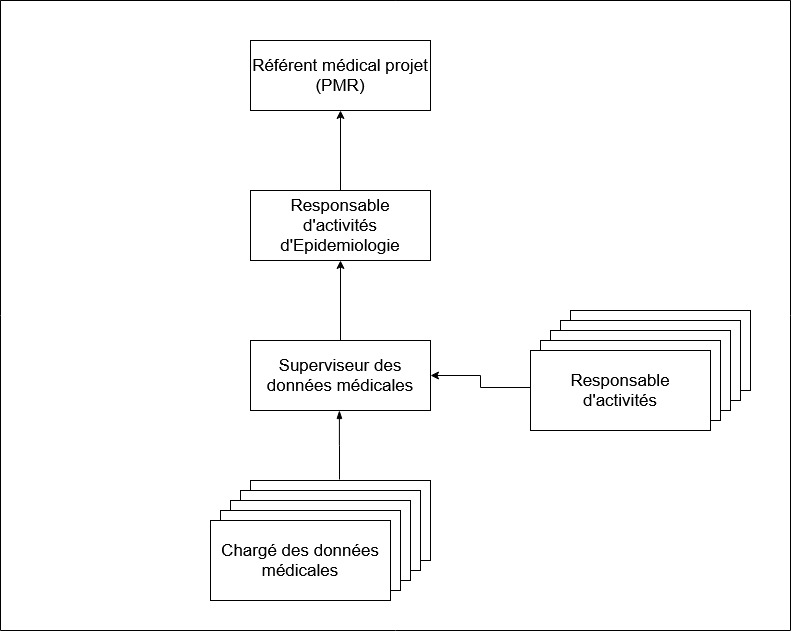 Référent médical projet
(PMR)
Responsable
d'activités
d'Epidemiologie
Superviseur des
données médicales
Responsable
d'activités
Chargé des données
médicales